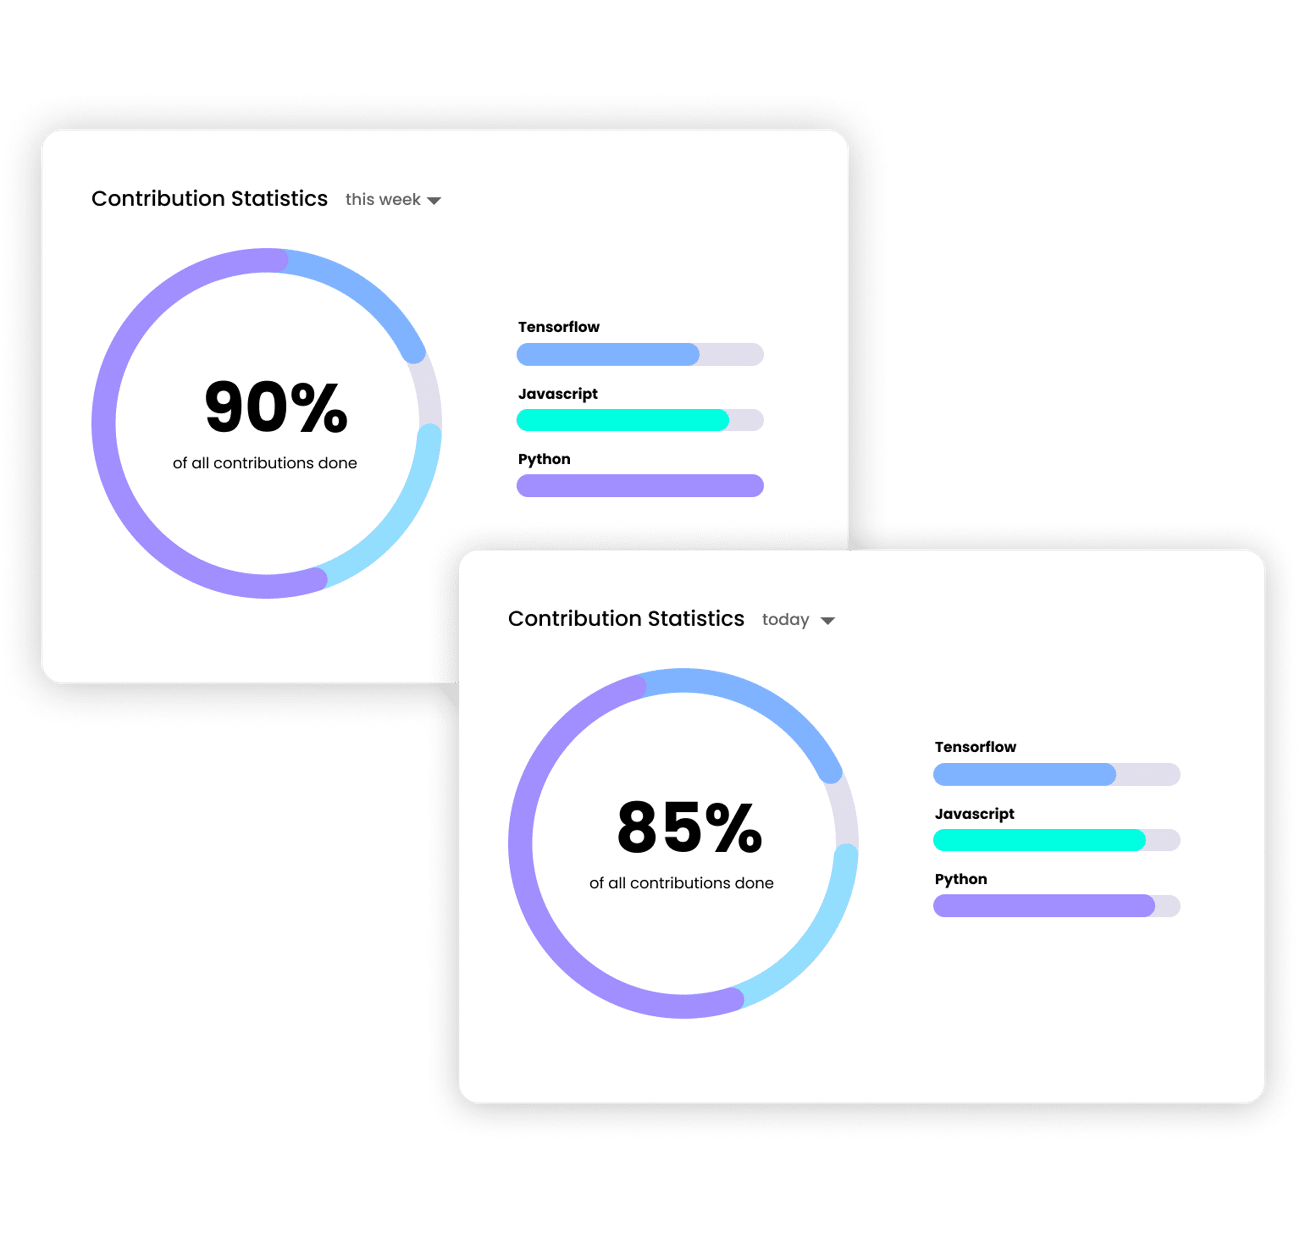 Contribution Statistics this week
90%
of all contributions done
Tensorflow
Javascript
Python
Contribution Statistics today
85%
of all contributions done
Tensorflow
Javascript
Python